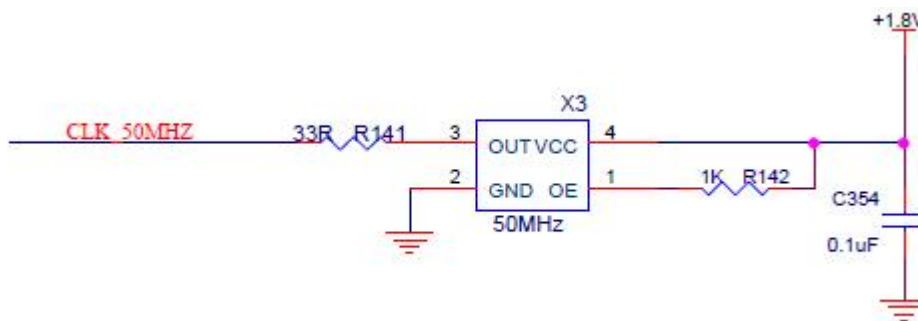 +1.8V
X3
CLK_50MHZ 33R R141 3 OUT VCC 4
2 GND OE 1 1K R142
50MHz
C354
0.1uF